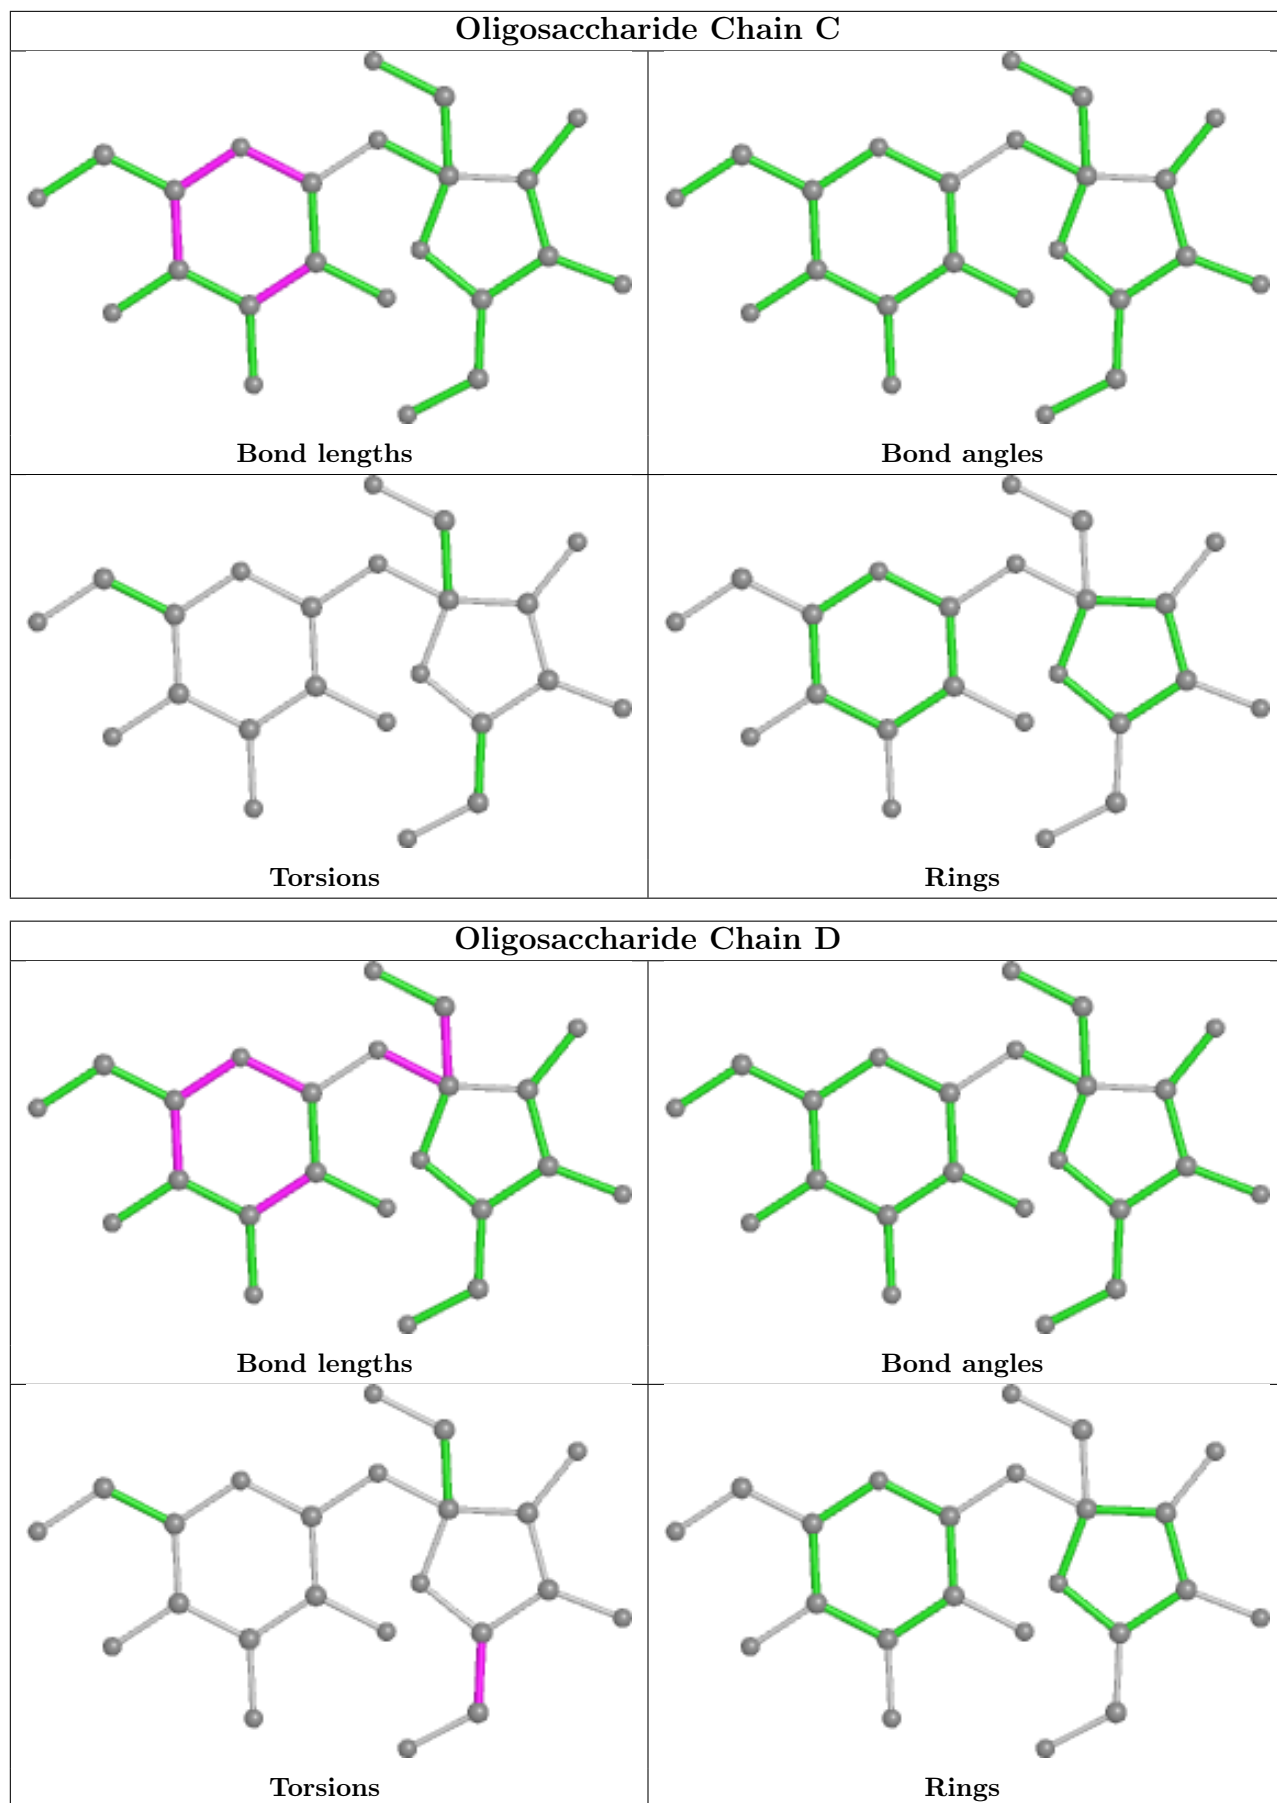 Oligosaccharide Chain C
Bond lengths
Bond angles
Torsions
Rings
Oligosaccharide Chain D
Bond lengths
Bond angles
Torsions
Rings